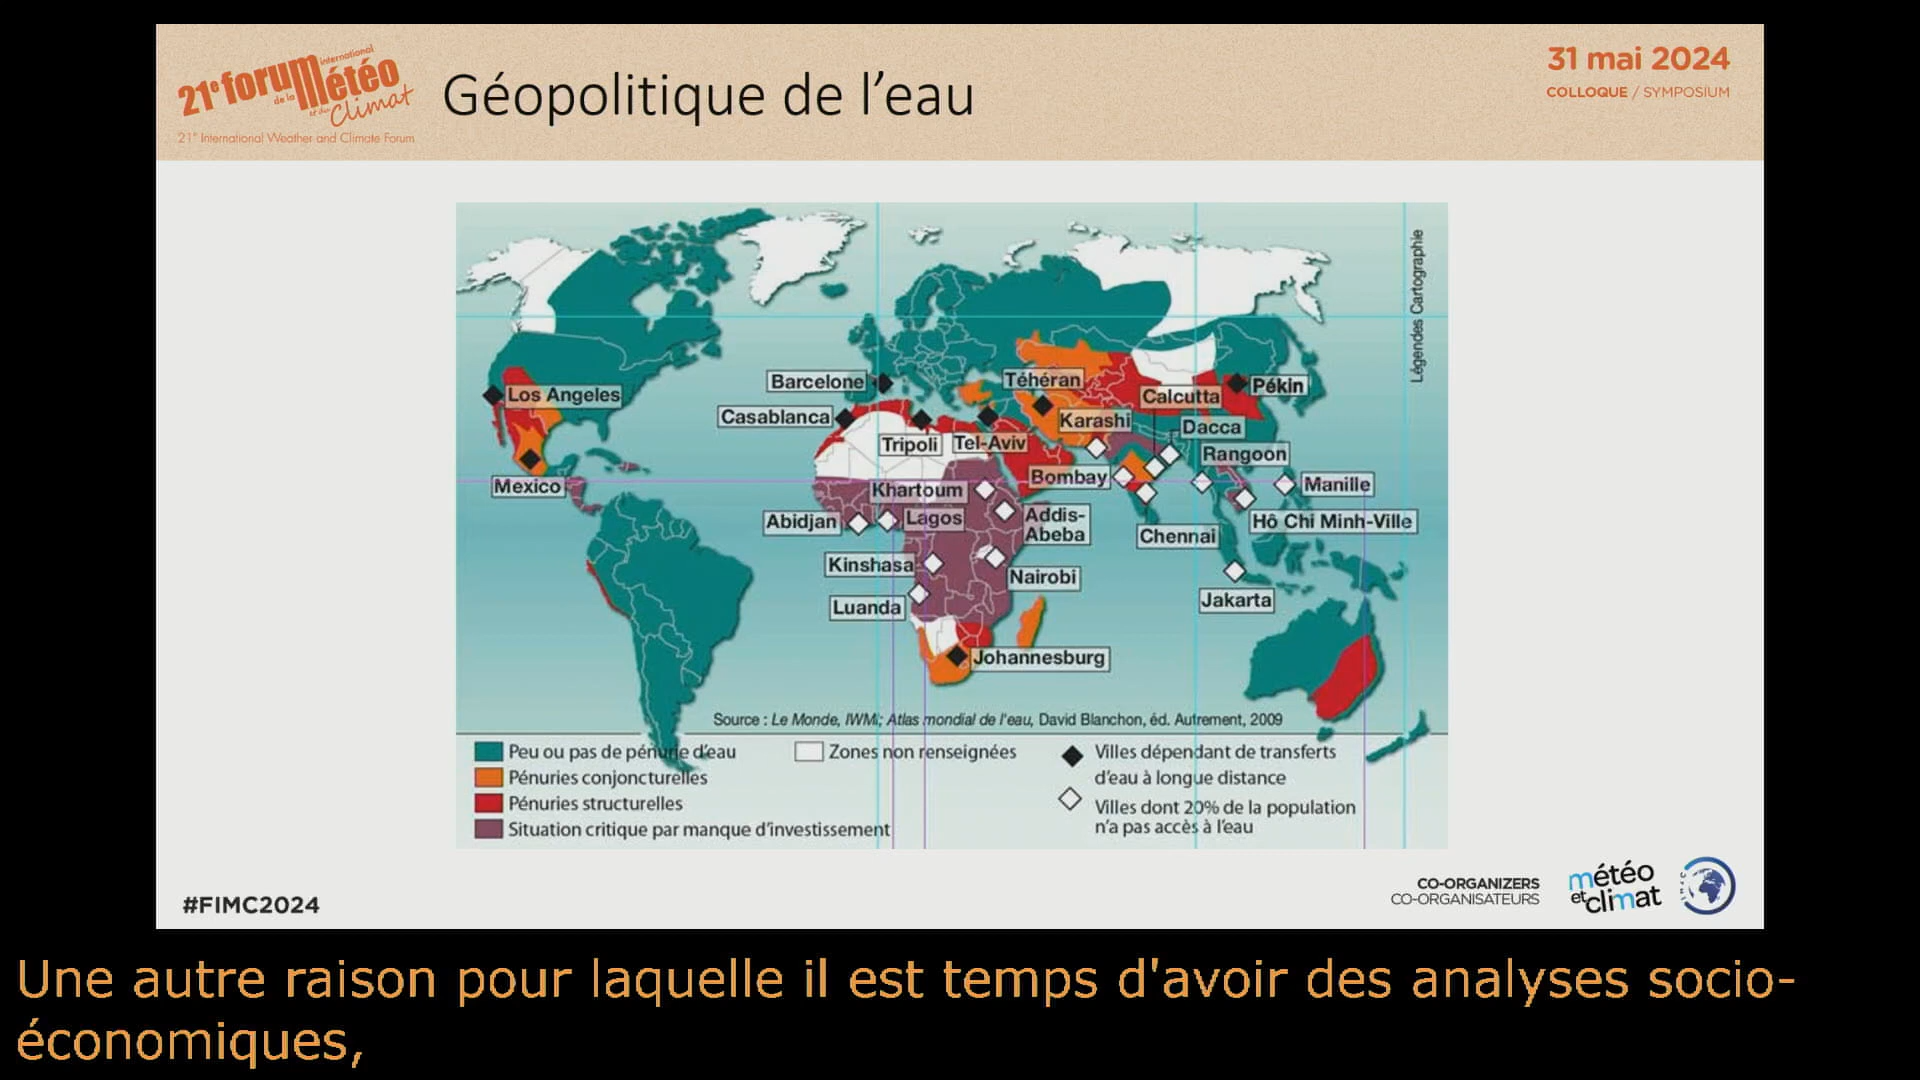 21e forum
international
de la météo
et du Climat
21st International Weather and Climate Forum
Géopolitique de l'eau
31 mai 2024
COLLOQUE / SYMPOSIUM
Légendes Cartographie
Barcelone
Téhéran
Calcutta
Pékin
Los Angeles
Casablanca
Karashi
Dacca
Tripoli
Tel-Aviv
Rangoon
Mexico
Bombay
Manille
Khartoum
Abidjan
Lagos
Addis-
Abeba
Hô Chi Minh-Ville
Chennai
Kinshasa
Nairobi
Luanda
Jakarta
Johannesburg
Source : Le Monde, IWMI; Atlas mondial de l'eau, David Blanchon, éd. Autrement, 2009
Peu ou pas de pénurie d'eau
Pénuries conjoncturelles
Pénuries structurelles
Situation critique par manque d'investissement
Zones non renseignées
Villes dépendant de transferts
d'eau à longue distance
Villes dont 20% de la population
n'a pas accès à l'eau
#FIMC2024
CO-ORGANIZERS
CO-ORGANISATEURS
météo
et climat
Une autre raison pour laquelle il est temps d'avoir des analyses socio-
économiques,